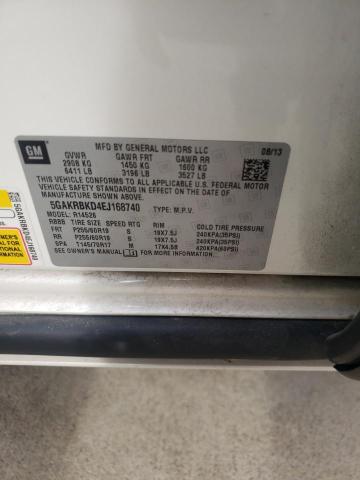 GM
MFD BY GENERAL MOTORS LLC
08/13
GVWR GAWR FRT GAWR RR
2908 KG 1450 KG 1600 KG
6411 LB 3196 LB 3527 LB
THIS VEHICLE CONFORMS TO ALL APPLICABLE U.S. FEDERAL MOTOR
VEHICLE SAFETY STANDARDS IN EFFECT ON THE DATE OF
MANUFACTURE SHOWN ABOVE.
5GAKRBKD4EJ168740 TYPE: M.P.V.
MODEL: R14526
TIRE SIZE SPEED RTG RIM COLD TIRE PRESSURE
FRT P255/60R19 S 19X7.5J 240KPA(35PSI)
RR P255/60R19 S 19X7.5J 240KPA(35PSI)
SPA T145/70R17 M 17X4.5B 420KPA(60PSI)
SEE OWNER'S MANUAL FOR MORE INFORMATION.
5GAKRBKD4EJ168740